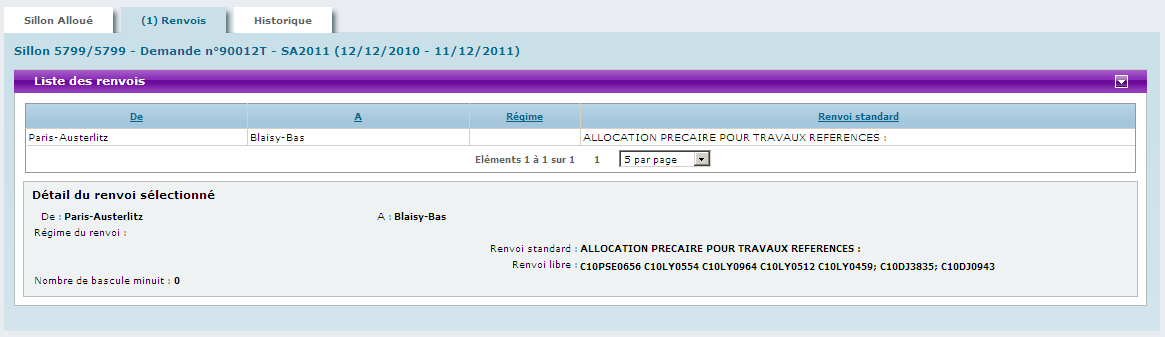 Sillon Alloué (1) Renvois Historique
Sillon 5799/5799 - Demande n°90012T - SA2011 (12/12/2010 - 11/12/2011)
Liste des renvois
De A Régime Renvoi standard
Paris-Austerlitz Blaisy-Bas ALLOCATION PRECAIRE POUR TRAVAUX REFERENCES :
Eléments 1 à 1 sur 1 1 5 par page
Détail du renvoi sélectionné
De : Paris-Austerlitz A : Blaisy-Bas
Régime du renvoi :
Renvoi standard : ALLOCATION PRECAIRE POUR TRAVAUX REFERENCES :
Renvoi libre : C10PSE0656 C10LY0554 C10LY0964 C10LY0512 C10LY0459; C10DJ3835; C10DJ0943
Nombre de bascule minuit : 0